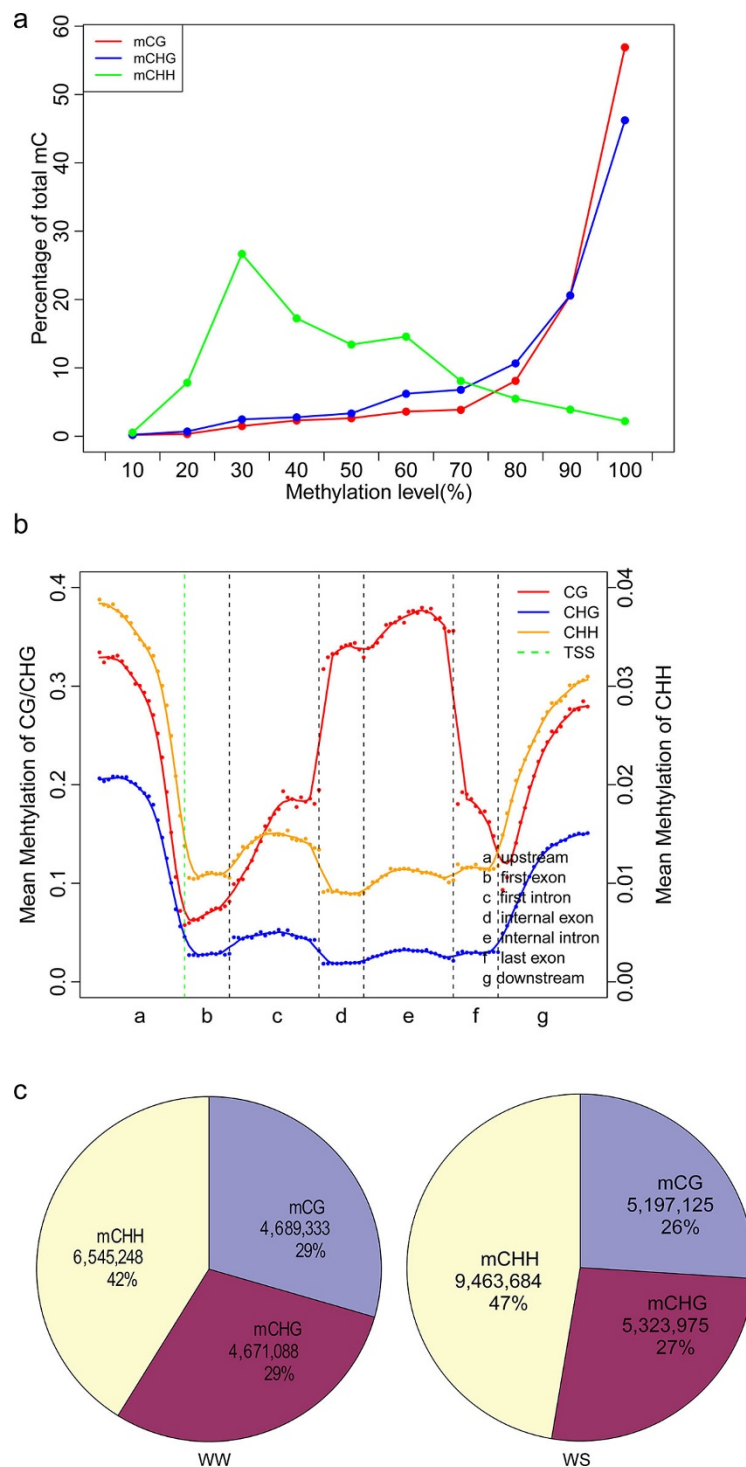 a
mCG
mCHG
mCHH
Percentage of total mC
60
50
40
30
20
10
0
10 20 30 40 50 60 70 80 90 100
Methylation level(%)
b
Mean Mehtylation of CG/CHG
0.4
0.3
0.2
0.1
0.0
CG
CHG
CHH
TSS
0.04
0.03
0.02
0.01
0.00
Mean Mehtylation of CHH
a upstream
b first exon
c first intron
d internal exon
e internal intron
f last exon
g downstream
a b c d e f g
c
mCHH
6,545,248
42%
mCG
4,689,333
29%
mCHG
4,671,088
29%
WW
mCHH
9,463,684
47%
mCG
5,197,125
26%
mCHG
5,323,975
27%
WS